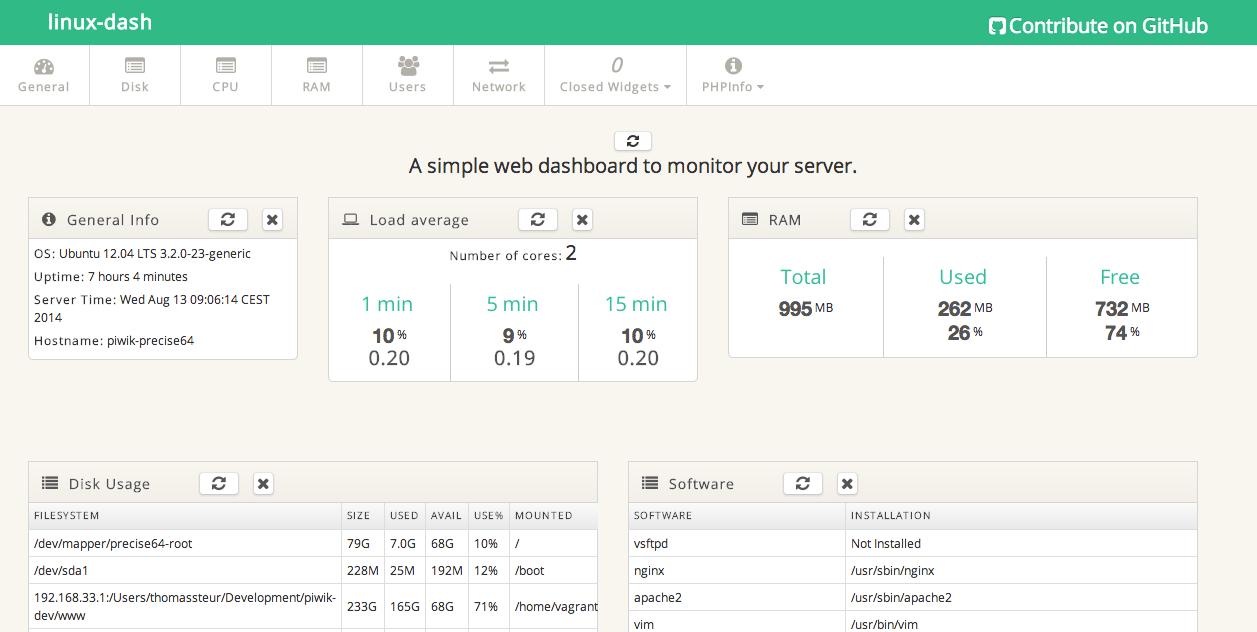 linux-dash
Contribute on GitHub
General
Disk
CPU
RAM
Users
Network
0
Closed Widgets
PHPInfo
A simple web dashboard to monitor your server.
General Info
OS: Ubuntu 12.04 LTS 3.2.0-23-generic
Uptime: 7 hours 4 minutes
Server Time: Wed Aug 13 09:06:14 CEST
2014
Hostname: piwik-precise64
Load average
Number of cores: 2
1 min 5 min 15 min
10 % 9 % 10 %
0.20 0.19 0.20
RAM
Total Used Free
995 MB 262 MB 732 MB
26 % 74 %
Disk Usage
FILESYSTEM SIZE USED AVAIL USE% MOUNTED
/dev/mapper/precise64-root 79G 7.0G 68G 10% /
/dev/sda1 228M 25M 192M 12% /boot
192.168.33.1:/Users/thomassteur/Development/piwik-
dev/www 233G 165G 68G 71% /home/vagrant
Software
SOFTWARE INSTALLATION
vsftpd Not Installed
nginx /usr/sbin/nginx
apache2 /usr/sbin/apache2
vim /usr/bin/vim